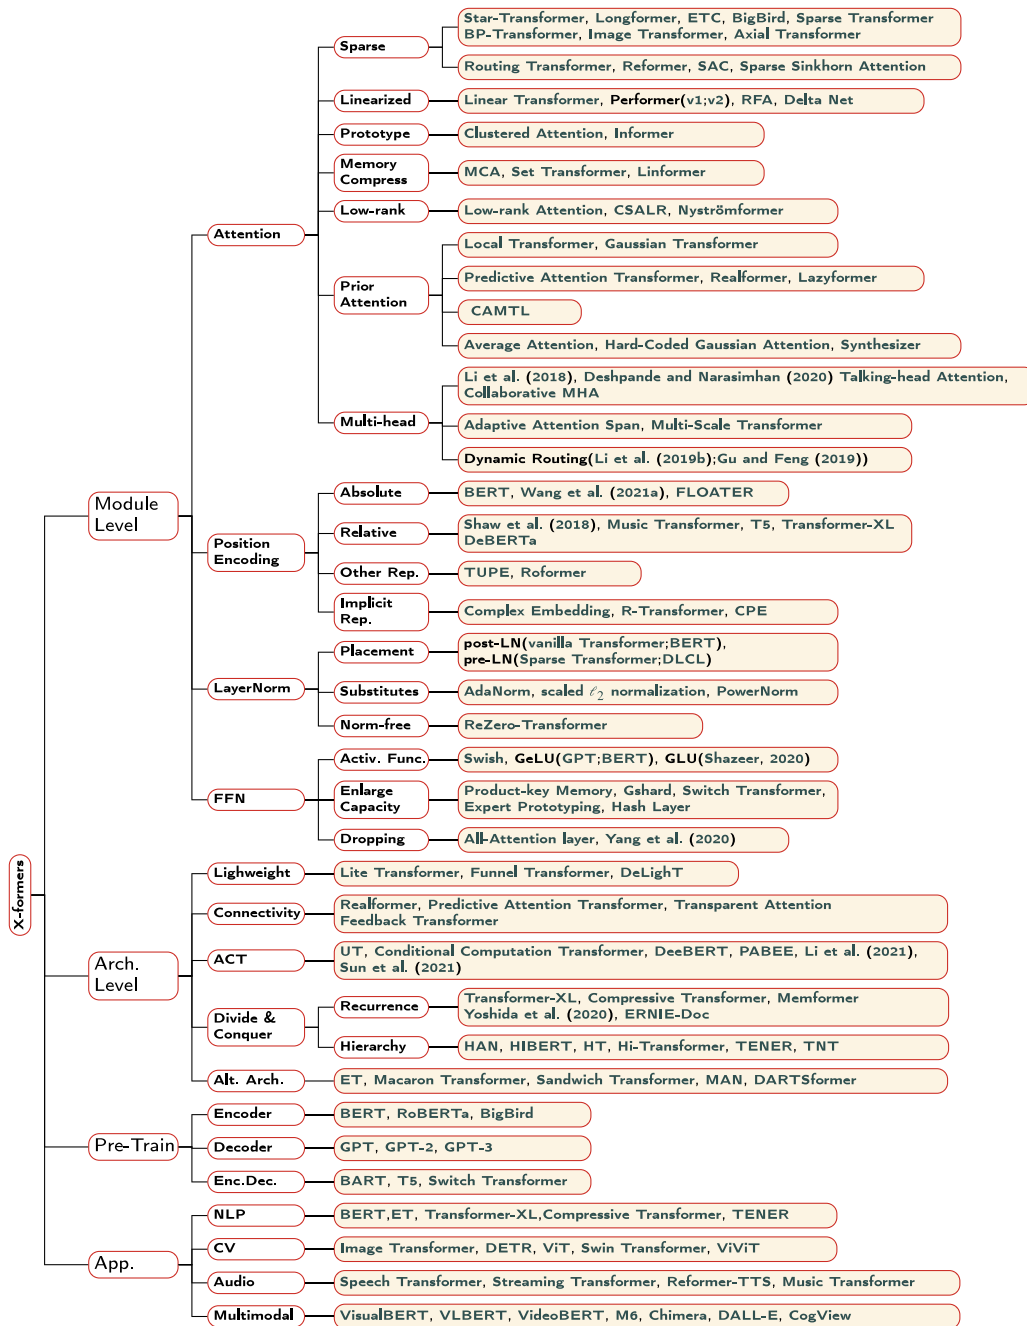 X-formers
Module
Level
Attention
Sparse
Star-Transformer, Longformer, ETC, BigBird, Sparse Transformer
BP-Transformer, Image Transformer, Axial Transformer
Routing Transformer, Reformer, SAC, Sparse Sinkhorn Attention
Linearized
Linear Transformer, Performer(v1;v2), RFA, Delta Net
Prototype
Clustered Attention, Informer
Memory
Compress
MCA, Set Transformer, Linformer
Low-rank
Low-rank Attention, CSALR, Nyströmformer
Prior
Attention
Local Transformer, Gaussian Transformer
Predictive Attention Transformer, Realformer, Lazyformer
CAMTL
Average Attention, Hard-Coded Gaussian Attention, Synthesizer
Multi-head
Li et al. (2018), Deshpande and Narasimhan (2020) Talking-head Attention,
Collaborative MHA
Adaptive Attention Span, Multi-Scale Transformer
Dynamic Routing(Li et al. (2019b);Gu and Feng (2019))
Position
Encoding
Absolute
BERT, Wang et al. (2021a), FLOATER
Relative
Shaw et al. (2018), Music Transformer, T5, Transformer-XL
DeBERTa
Other Rep.
TUPE, Roformer
Implicit
Rep.
Complex Embedding, R-Transformer, CPE
LayerNorm
Placement
post-LN(vanilla Transformer;BERT),
pre-LN(Sparse Transformer;DLCL)
Substitutes
AdaNorm, scaled ℓ₂ normalization, PowerNorm
Norm-free
ReZero-Transformer
FFN
Activ. Func.
Swish, GeLU(GPT;BERT), GLU(Shazeer, 2020)
Enlarge
Capacity
Product-key Memory, Gshard, Switch Transformer,
Expert Prototyping, Hash Layer
Dropping
All-Attention layer, Yang et al. (2020)
Arch.
Level
Lighweight
Lite Transformer, Funnel Transformer, DeLighT
Connectivity
Realformer, Predictive Attention Transformer, Transparent Attention
Feedback Transformer
ACT
UT, Conditional Computation Transformer, DeeBERT, PABEE, Li et al. (2021),
Sun et al. (2021)
Divide &
Conquer
Recurrence
Transformer-XL, Compressive Transformer, Memformer
Yoshida et al. (2020), ERNIE-Doc
Hierarchy
HAN, HIBERT, HT, Hi-Transformer, TENER, TNT
Alt. Arch.
ET, Macaron Transformer, Sandwich Transformer, MAN, DARTSformer
Pre-Train
Encoder
BERT, RoBERTa, BigBird
Decoder
GPT, GPT-2, GPT-3
Enc.Dec.
BART, T5, Switch Transformer
App.
NLP
BERT,ET, Transformer-XL,Compressive Transformer, TENER
CV
Image Transformer, DETR, ViT, Swin Transformer, ViViT
Audio
Speech Transformer, Streaming Transformer, Reformer-TTS, Music Transformer
Multimodal
VisualBERT, VLBERT, VideoBERT, M6, Chimera, DALL-E, CogView